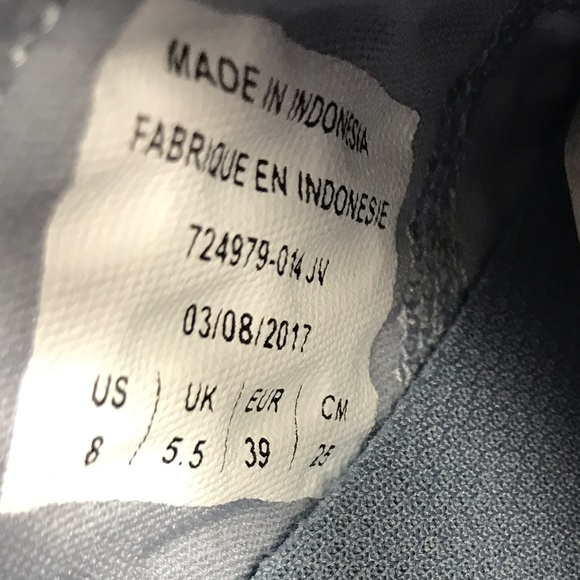 MADE IN INDONESIA
FABRIQUE EN INDONESIE
724979-014 JV
03/08/2017
US UK EUR CM
8 5.5 39 25